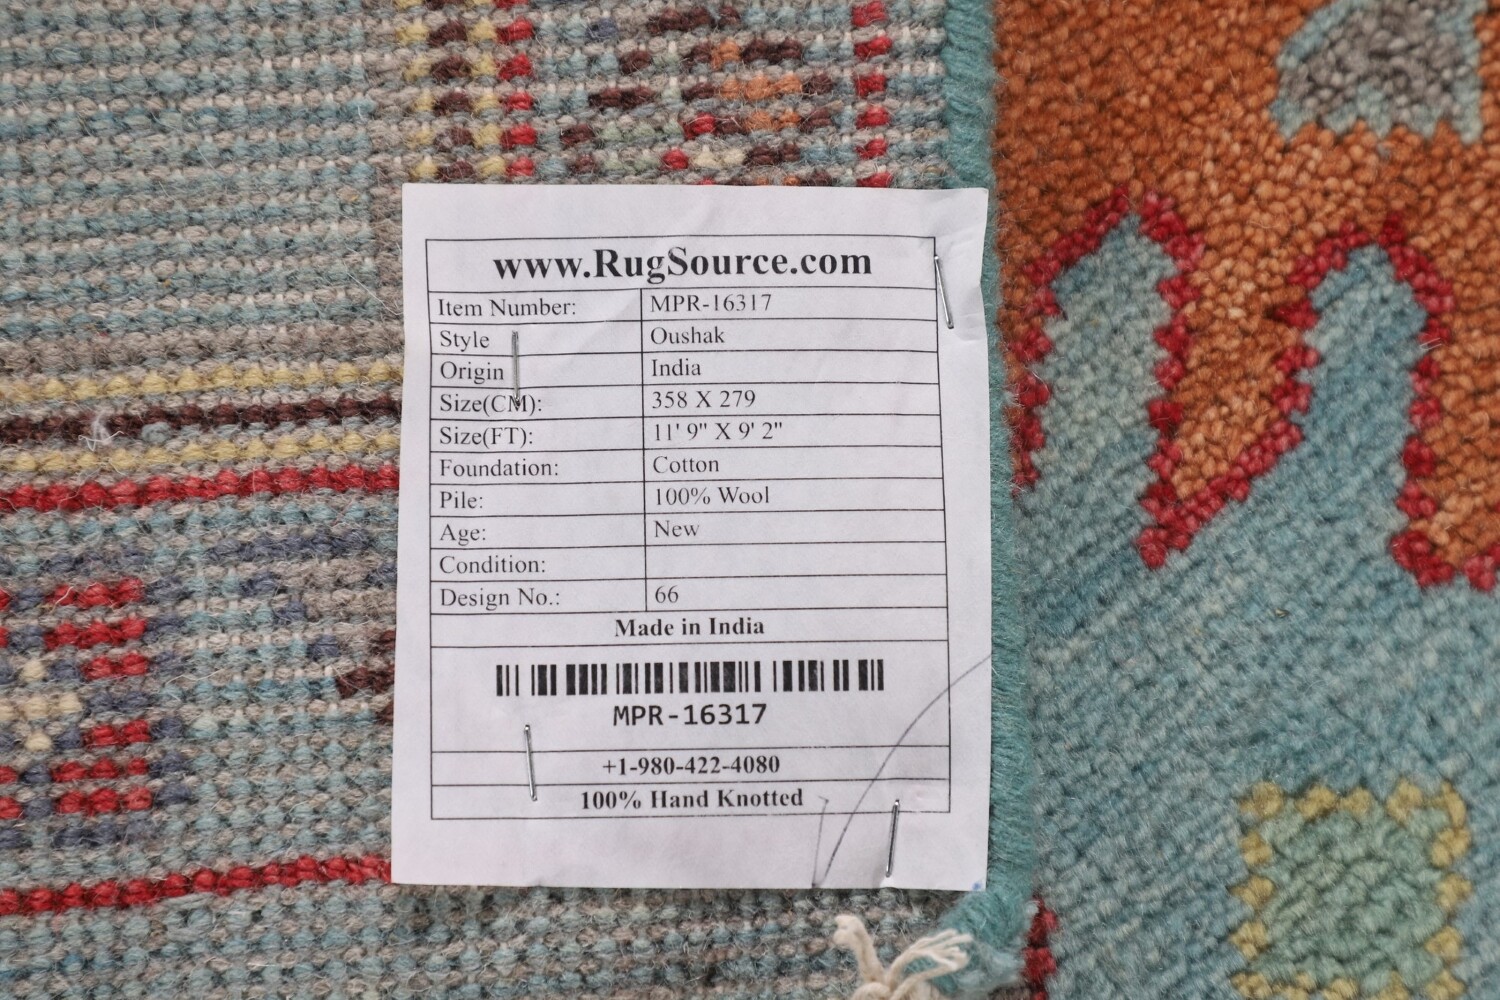 www.RugSource.com
Item Number: MPR-16317
Style Oushak
Origin India
Size(CM): 358 X 279
Size(FT): 11' 9" X 9' 2"
Foundation: Cotton
Pile: 100% Wool
Age: New
Condition:
Design No.: 66
Made in India
MPR-16317
+1-980-422-4080
100% Hand Knotted